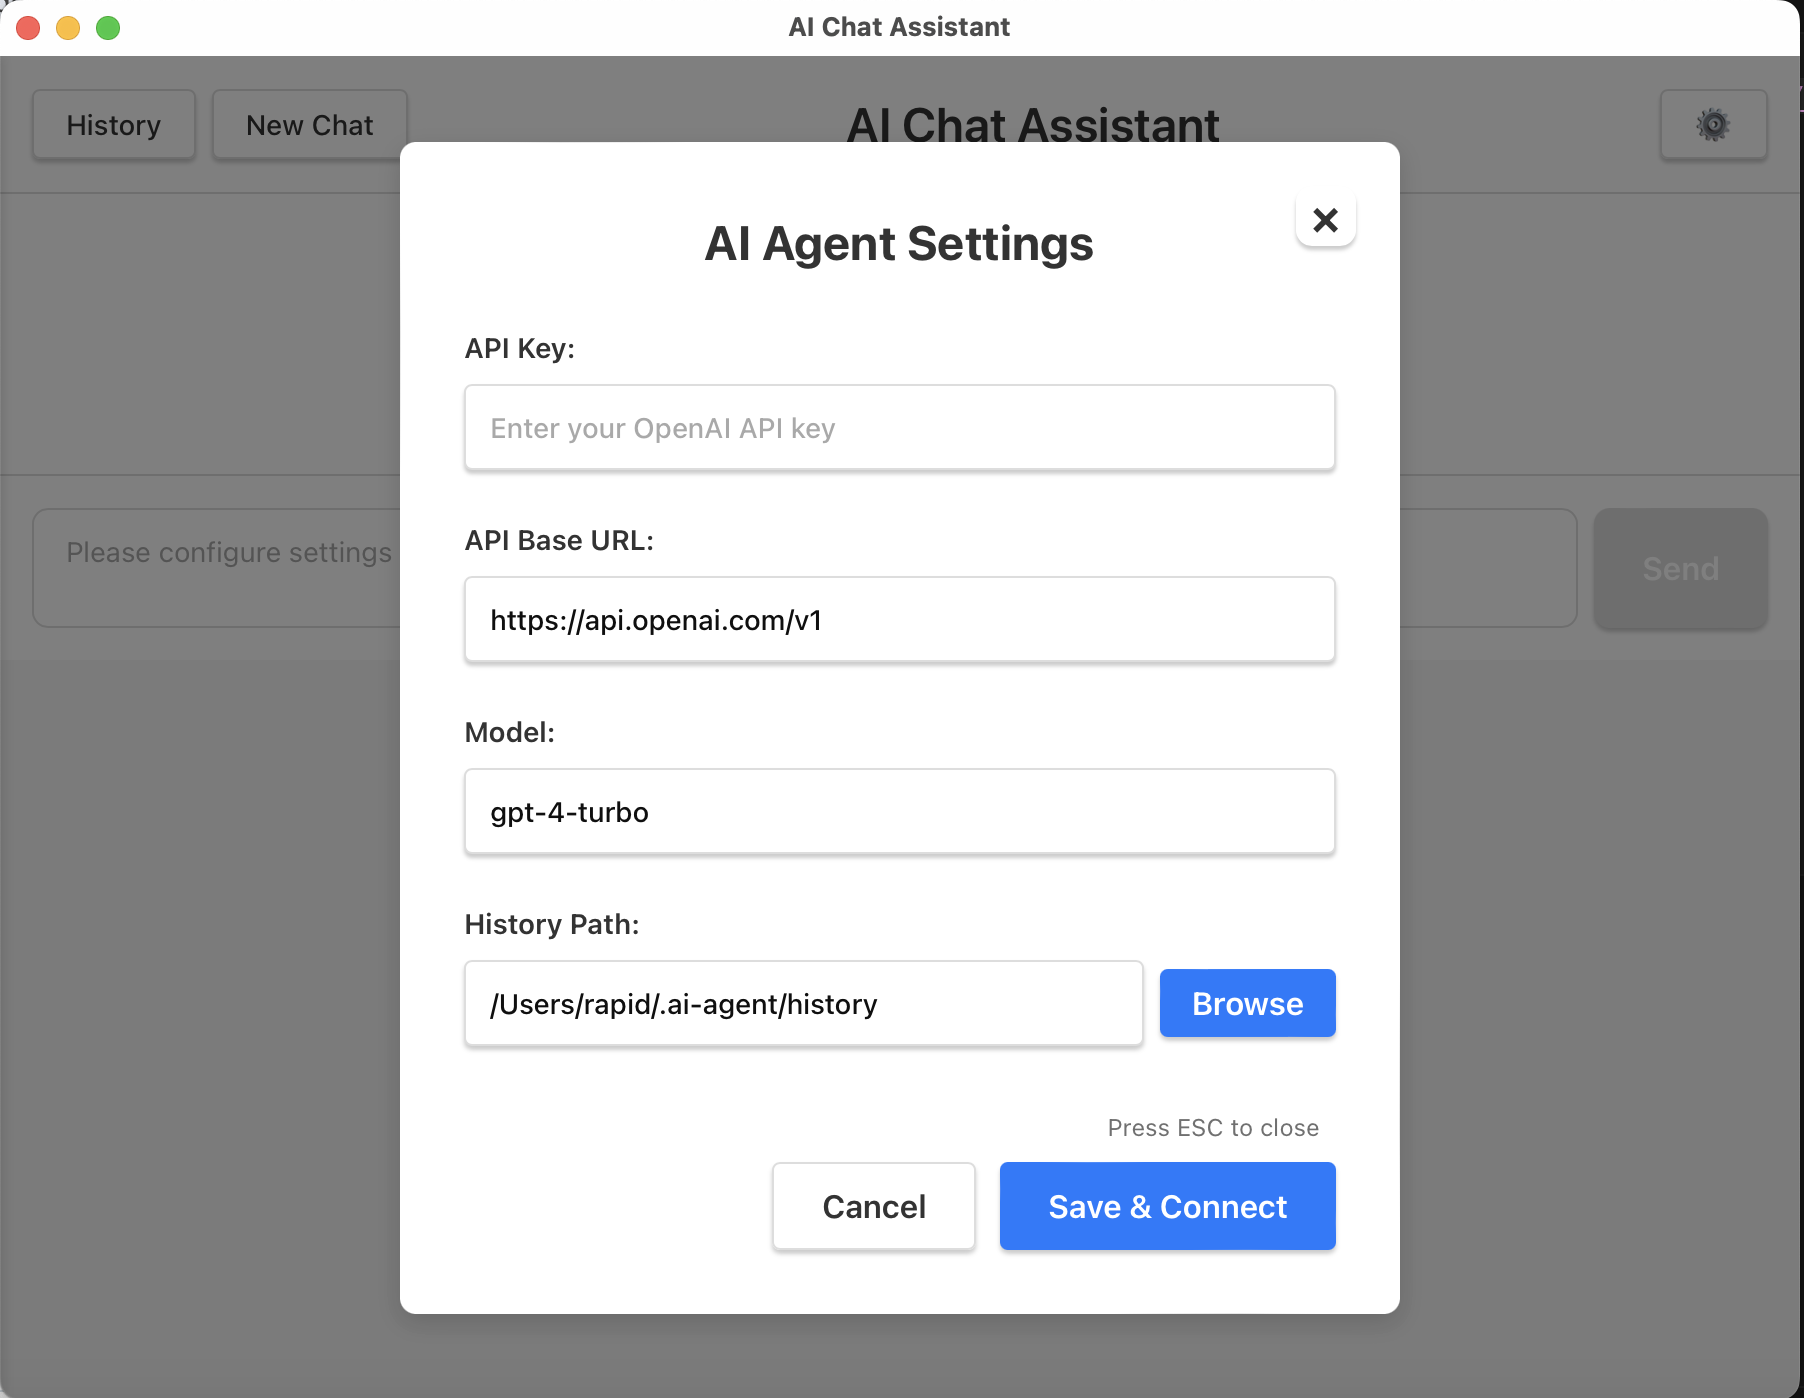 AI Chat Assistant
History
New Chat
AI Chat Assistant
AI Agent Settings
API Key:
Enter your OpenAI API key
API Base URL:
https://api.openai.com/v1
Please configure settings
Send
Model:
gpt-4-turbo
History Path:
/Users/rapid/.ai-agent/history
Browse
Press ESC to close
Cancel
Save & Connect